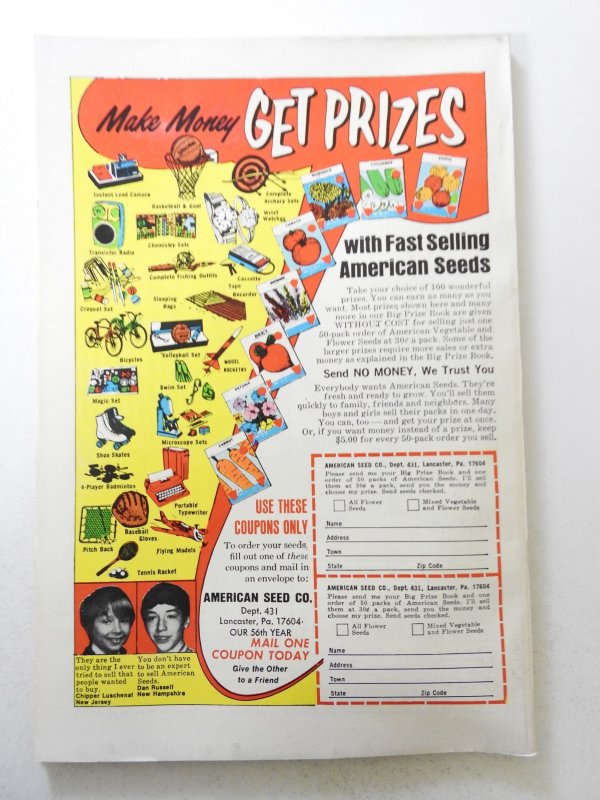 Make Money GET PRIZES
Instant Load Camera
Basketball & Goal
Complete
Archery Sets
Wrist
Watches
Transistor Radio
Chemistry Sets
Complete Fishing Outfits
Cassette
Tape
Recorder
Sleeping
Bags
Croquet Set
Bicycles
Volleyball Set
MODEL
ROCKETRY
Magic Set
Swim Set
Shoe Skates
Microscope Sets
4-Player Badminton
Portable
Typewriter
Baseball
Gloves
Pitch Back
Flying Models
Tennis Racket
MARIGOLD
CUCUMBER
TOMATO
BEET
PETUNIA
CARROT
with Fast Selling
American Seeds
Take your choice of 100 wonderful
prizes. You can earn as many as you
want. Most prizes shown here and many
more in our Big Prize Book are given
WITHOUT COST for selling just one
50-pack order of American Vegetable and
Flower Seeds at 30¢ a pack. Some of the
larger prizes require more sales or extra
money as explained in the Big Prize Book.
Send NO MONEY, We Trust You
Everybody wants American Seeds. They're
fresh and ready to grow. You'll sell them
quickly to family, friends and neighbors. Many
boys and girls sell their packs in one day.
You can, too — and get your prize at once.
Or, if you want money instead of a prize, keep
$5.00 for every 50-pack order you sell.
USE THESE
COUPONS ONLY
To order your seeds,
fill out one of these
coupons and mail in
an envelope to:
AMERICAN SEED CO.
Dept. 431
Lancaster, Pa. 17604
OUR 56th YEAR
MAIL ONE
COUPON TODAY
Give the Other
to a Friend
They are the
only thing I ever
tried to sell that
people wanted
to buy.
Chipper Luschenat
New Jersey
You don't have
to be an expert
to sell American
Seeds.
Dan Russell
New Hampshire
AMERICAN SEED CO., Dept. 431, Lancaster, Pa. 17604
Please send me your Big Prize Book and one
order of 50 packs of American Seeds. I'll sell
them at 30¢ a pack, send you the money and
choose my prize. Send seeds checked.
All Flower
Seeds
Mixed Vegetable
and Flower Seeds
Name
Address
Town
State Zip Code
AMERICAN SEED CO., Dept. 431, Lancaster, Pa. 17604
Please send me your Big Prize Book and one
order of 50 packs of American Seeds. I'll sell
them at 30¢ a pack, send you the money and
choose my prize. Send seeds checked.
All Flower
Seeds
Mixed Vegetable
and Flower Seeds
Name
Address
Town
State Zip Code